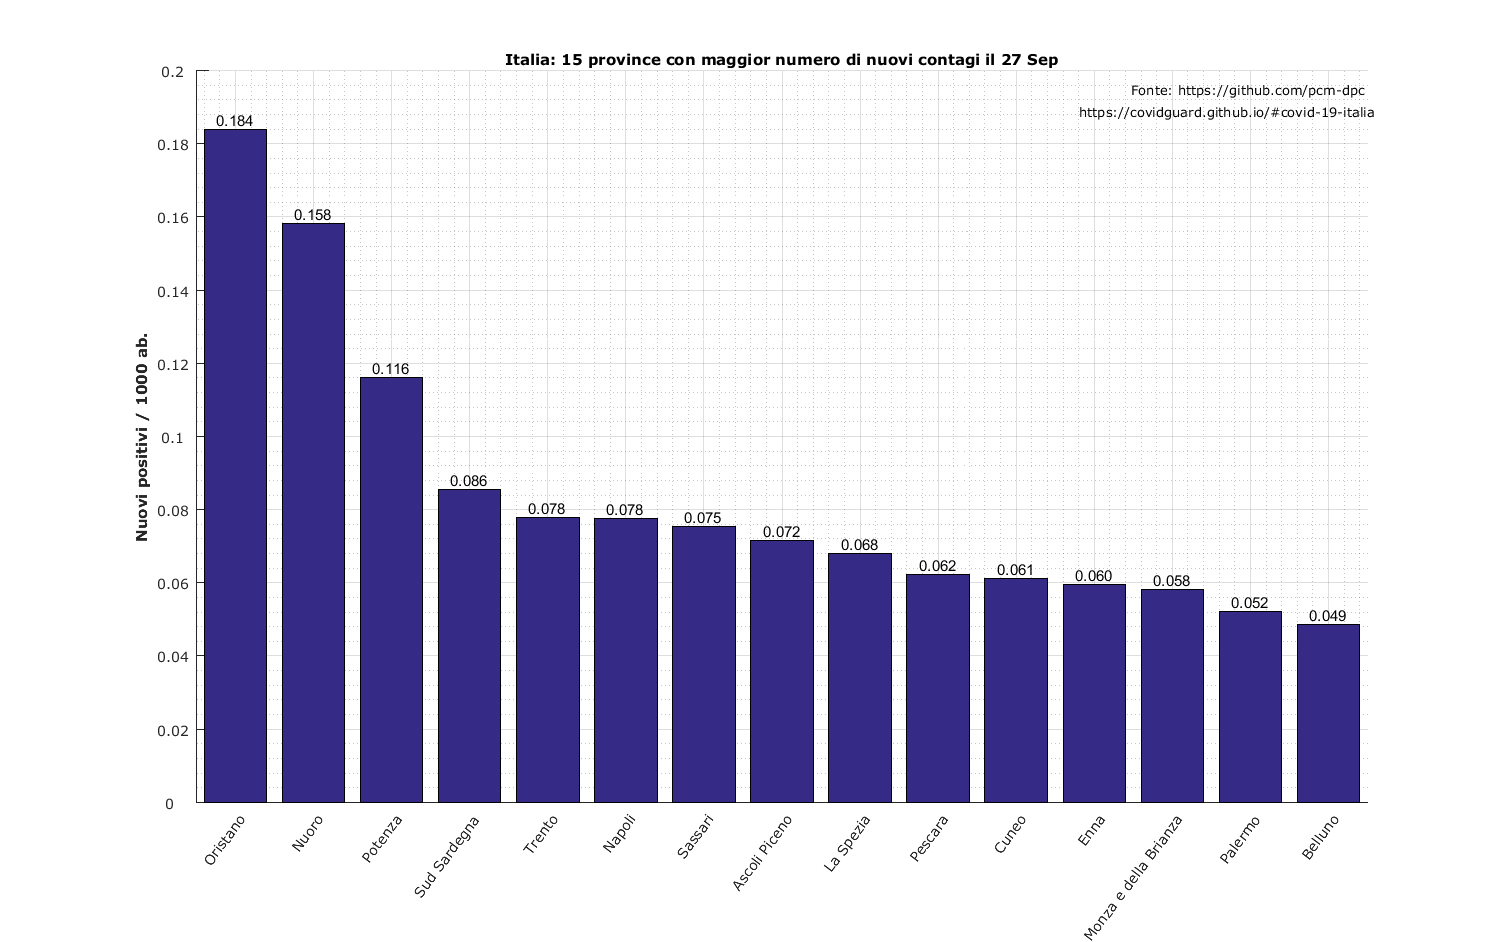 Italia: 15 province con maggior numero di nuovi contagi il 27 Sep
Fonte: https://github.com/pcm-dpc
https://covidguard.github.io/#covid-19-italia
Nuovi positivi / 1000 ab.
0.2
0.18
0.16
0.14
0.12
0.1
0.08
0.06
0.04
0.02
0
0.184
0.158
0.116
0.086
0.078
0.078
0.075
0.072
0.068
0.062
0.061
0.060
0.058
0.052
0.049
Oristano
Nuoro
Potenza
Sud Sardegna
Trento
Napoli
Sassari
Ascoli Piceno
La Spezia
Pescara
Cuneo
Enna
Monza e della Brianza
Palermo
Belluno